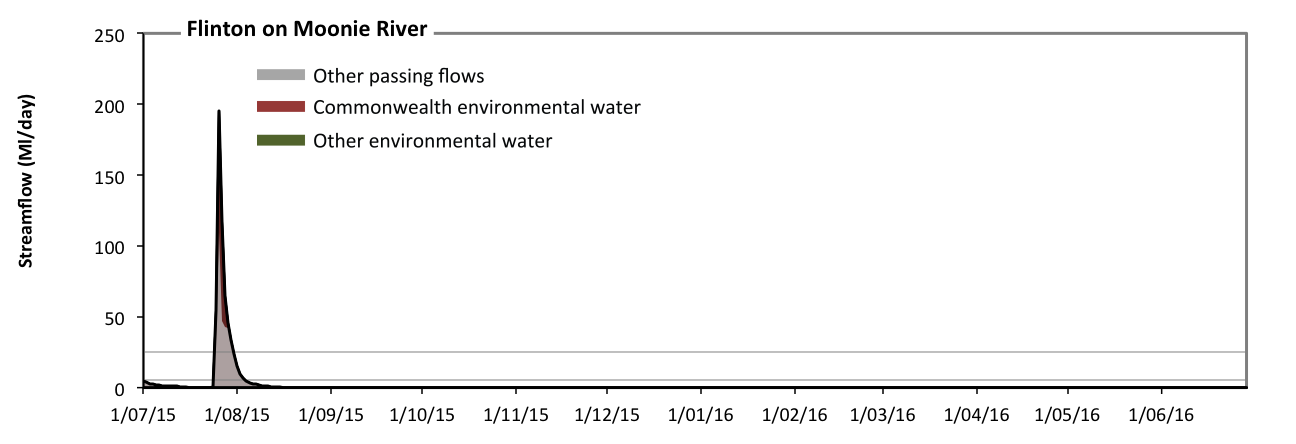 Flinton on Moonie River
250
200
150
100
50
0
Streamflow (Ml/day)
Other passing flows
Commonwealth environmental water
Other environmental water
1/07/15 1/08/15 1/09/15 1/10/15 1/11/15 1/12/15 1/01/16 1/02/16 1/03/16 1/04/16 1/05/16 1/06/16